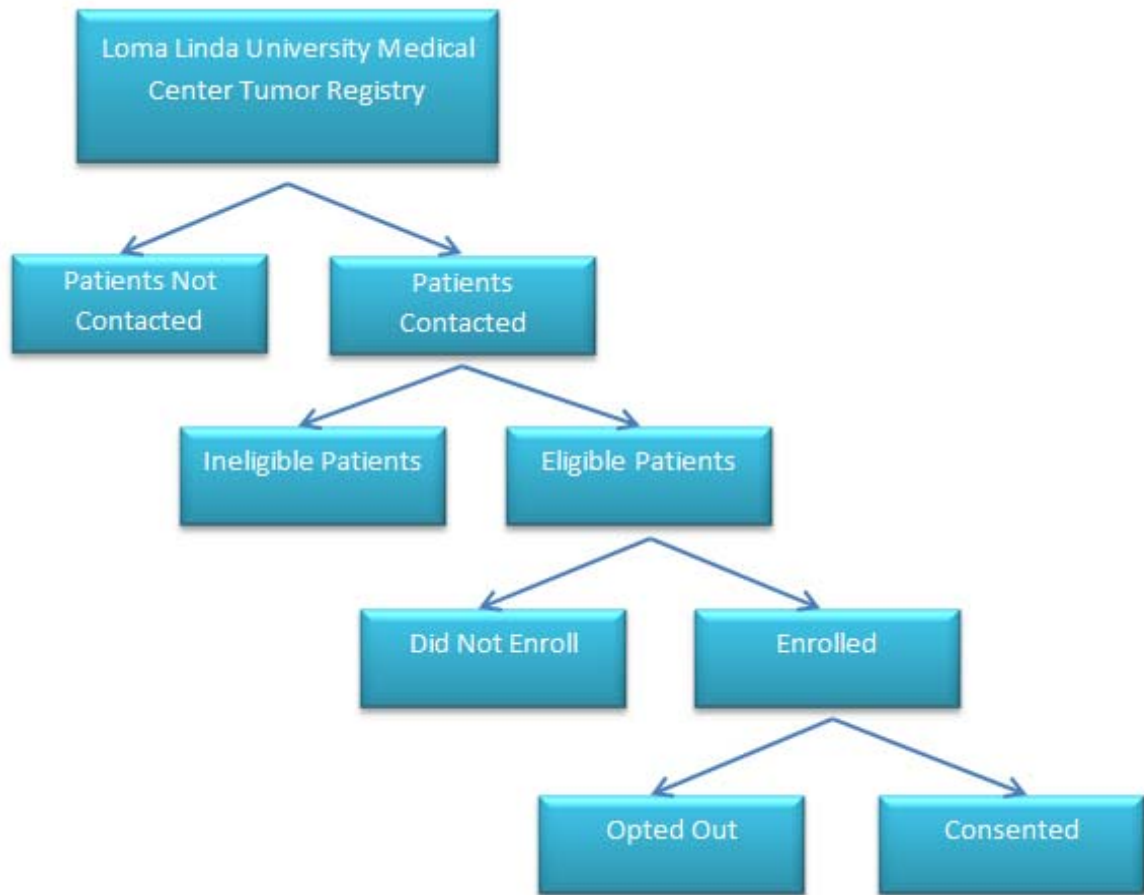 Loma Linda University Medical
Center Tumor Registry
Patients Not
Contacted
Patients
Contacted
Ineligible Patients
Eligible Patients
Did Not Enroll
Enrolled
Opted Out
Consented